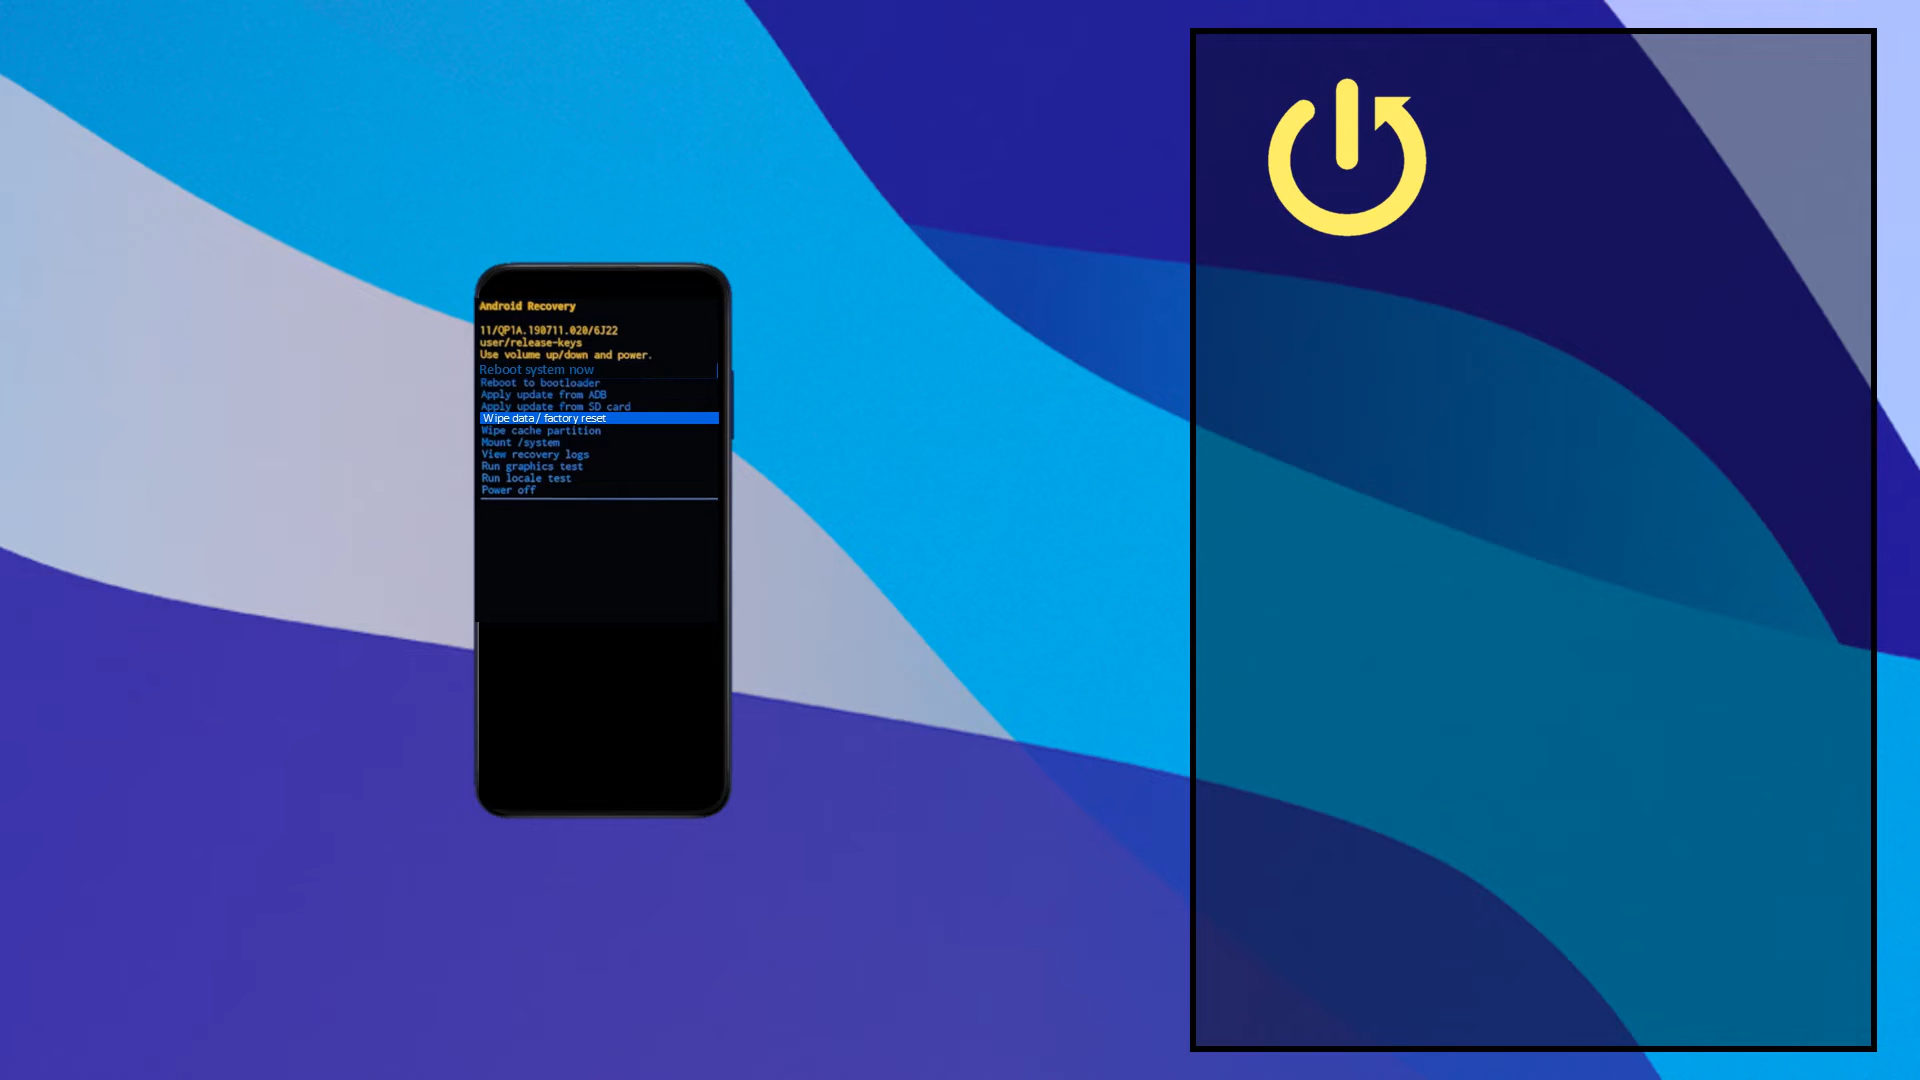 Android Recovery
11/QP1A.190711.020/6J22
user/release-keys
Use volume up/down and power.
Reboot system now
Reboot to bootloader
Apply update from ADB
Apply update from SD card
Wipe data / factory reset
Wipe cache partition
Mount /system
View recovery logs
Run graphics test
Run locale test
Power off